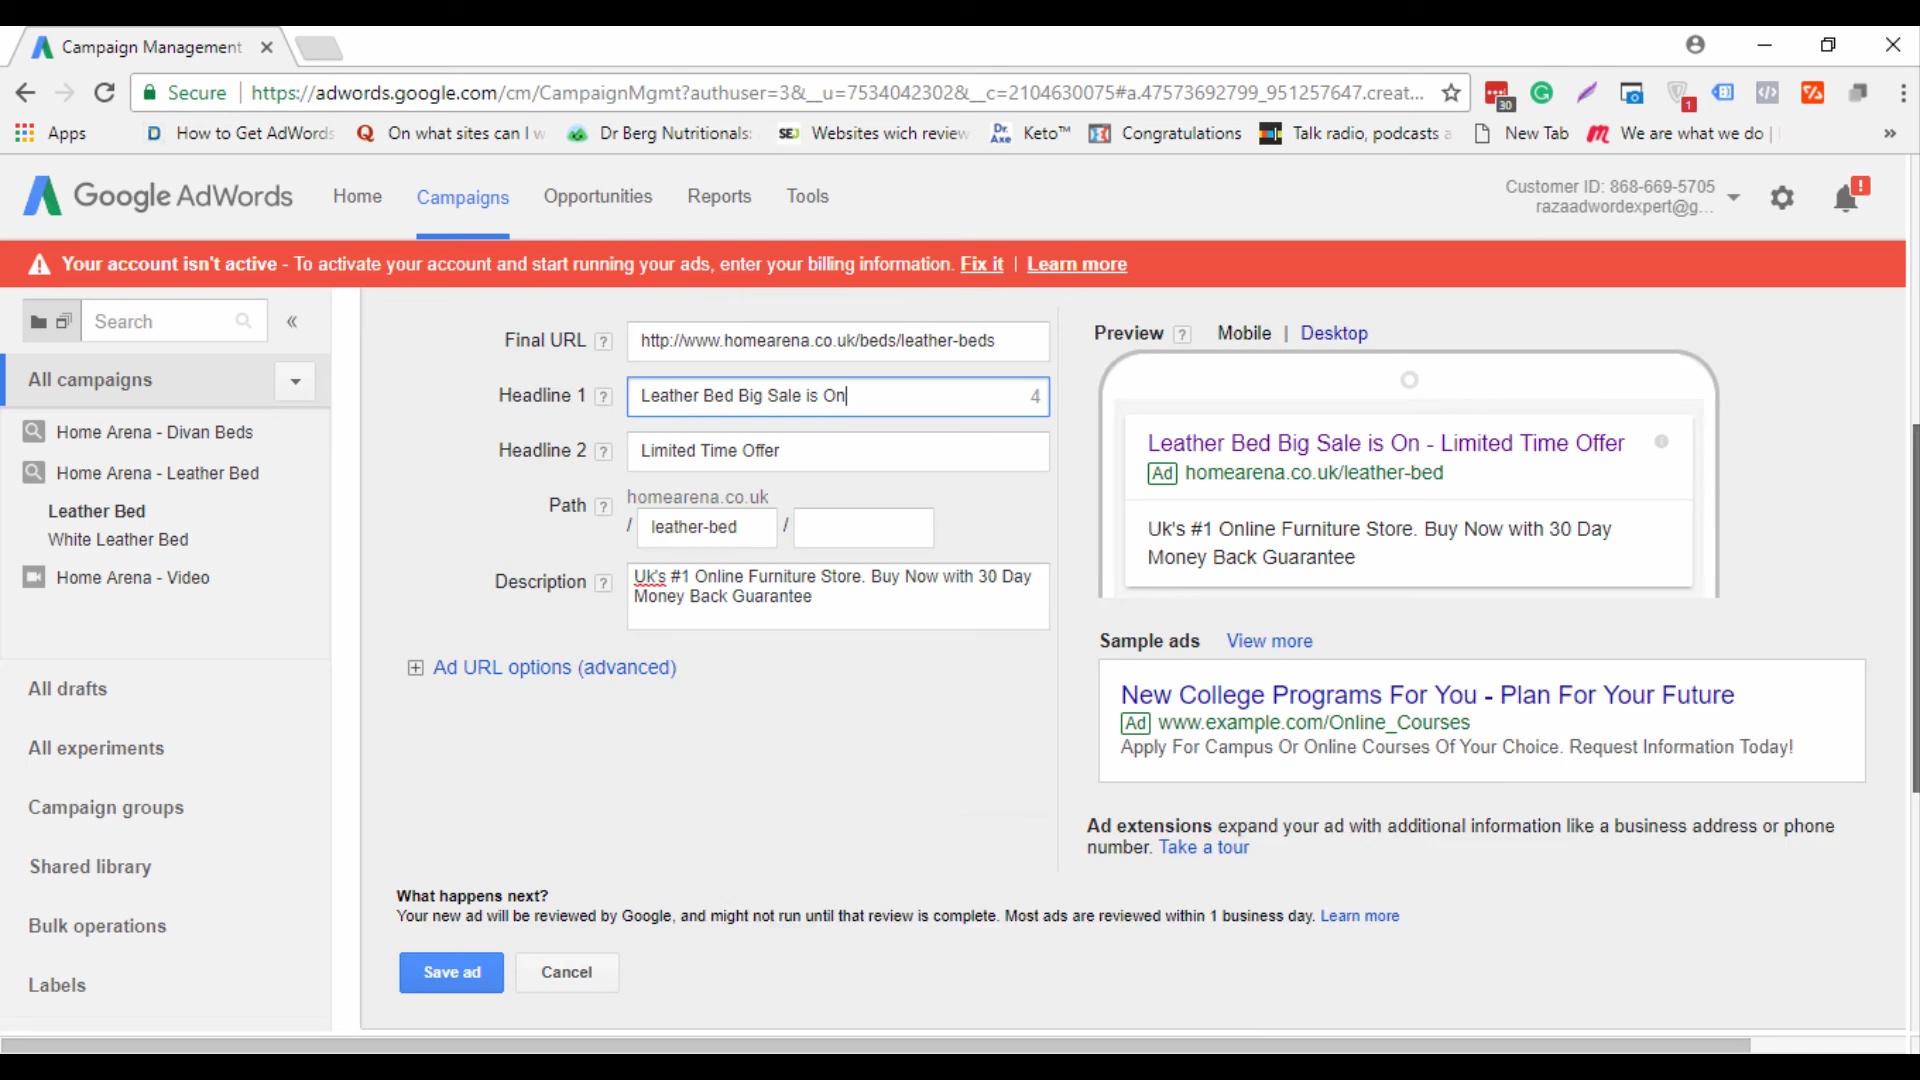 Campaign Management
Secure
https://adwords.google.com/cm/CampaignMgmt?authuser=3&__u=7534042302&__c=2104630075#a.47573692799_951257647.creat...
30
1
Apps
D
How to Get AdWords
Q
On what sites can I w
Dr Berg Nutritionals:
SEJ
Websites wich review
Dr. Axe
Keto™
Congratulations
Talk radio, podcasts a
New Tab
We are what we do |
»
Google AdWords
Home
Campaigns
Opportunities
Reports
Tools
Customer ID: 868-669-5705
razaadwordexpert@g...
!
Your account isn't active - To activate your account and start running your ads, enter your billing information. Fix it | Learn more
Search
«
All campaigns
Home Arena - Divan Beds
Home Arena - Leather Bed
Leather Bed
White Leather Bed
Home Arena - Video
All drafts
All experiments
Campaign groups
Shared library
Bulk operations
Labels
Final URL ?
http://www.homearena.co.uk/beds/leather-beds
Headline 1 ?
Leather Bed Big Sale is On
4
Headline 2 ?
Limited Time Offer
Path ?
homearena.co.uk
/ leather-bed /
Description ?
Uk's #1 Online Furniture Store. Buy Now with 30 Day
Money Back Guarantee
Ad URL options (advanced)
Preview ? Mobile | Desktop
Leather Bed Big Sale is On - Limited Time Offer
Ad homearena.co.uk/leather-bed
Uk's #1 Online Furniture Store. Buy Now with 30 Day
Money Back Guarantee
Sample ads View more
New College Programs For You - Plan For Your Future
Ad www.example.com/Online_Courses
Apply For Campus Or Online Courses Of Your Choice. Request Information Today!
Ad extensions expand your ad with additional information like a business address or phone
number. Take a tour
What happens next?
Your new ad will be reviewed by Google, and might not run until that review is complete. Most ads are reviewed within 1 business day. Learn more
Save ad
Cancel